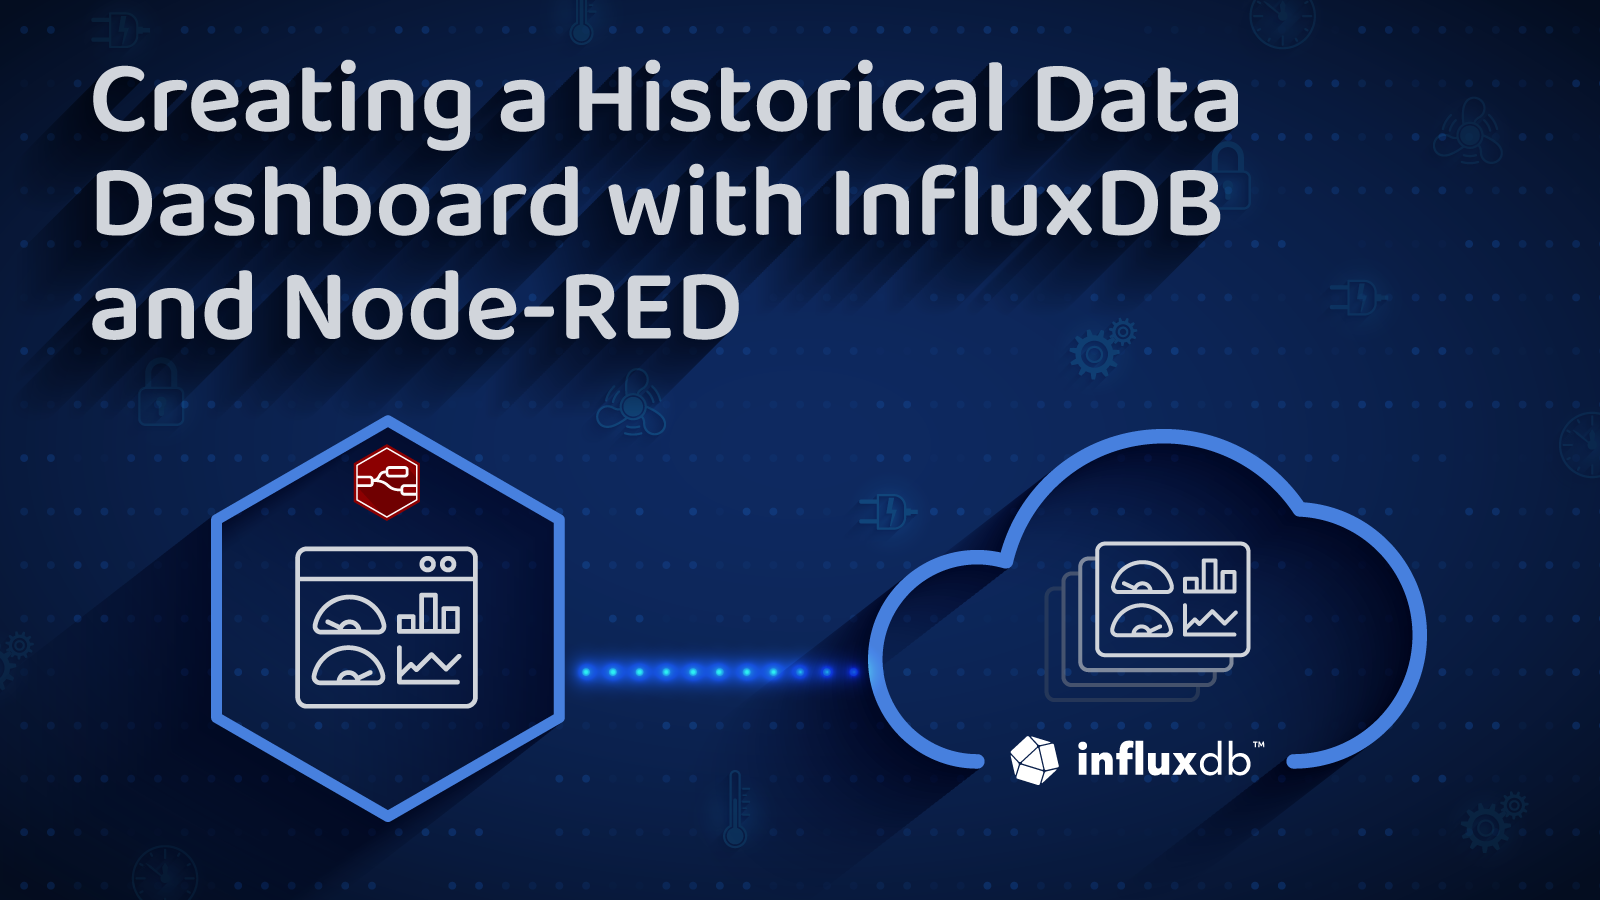 Creating a Historical Data
Dashboard with InfluxDB
and Node-RED
influxdb™